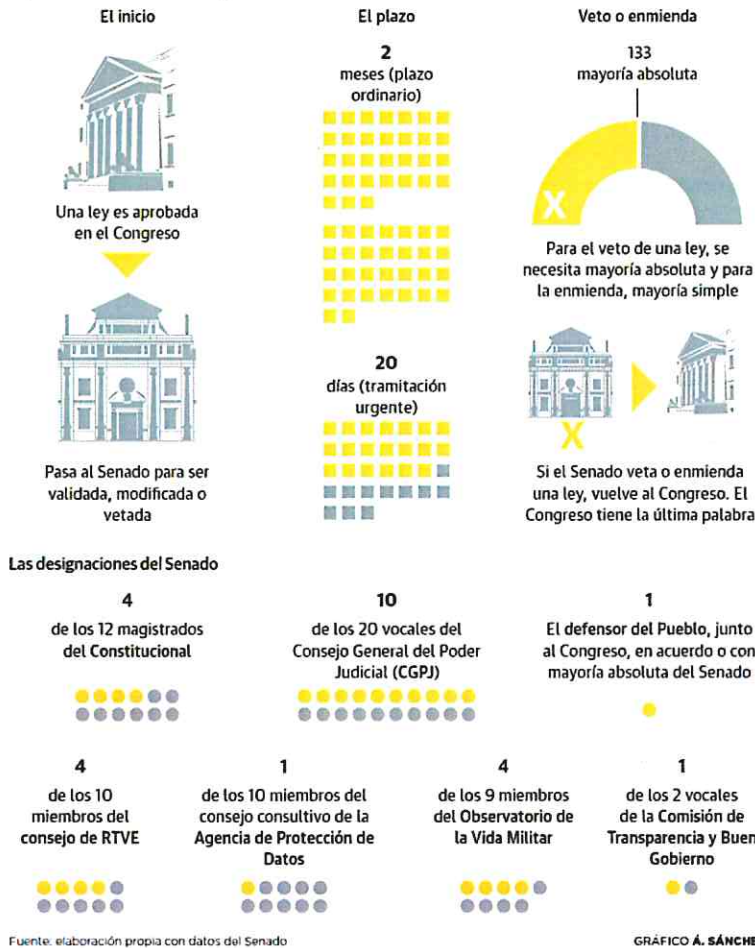 El inicio
Una ley es aprobada
en el Congreso
Pasa al Senado para ser
validada, modificada o
vetada
El plazo
2
meses (plazo
ordinario)
20
días (tramitación
urgente)
Veto o enmienda
133
mayoría absoluta
X
Para el veto de una ley, se
necesita mayoría absoluta y para
la enmienda, mayoría simple
X
Si el Senado veta o enmienda
una ley, vuelve al Congreso. El
Congreso tiene la última palabra
Las designaciones del Senado
4
de los 12 magistrados
del Constitucional
10
de los 20 vocales del
Consejo General del Poder
Judicial (CGPJ)
1
El defensor del Pueblo, junto
al Congreso, en acuerdo o con
mayoría absoluta del Senado
4
de los 10
miembros del
consejo de RTVE
1
de los 10 miembros del
consejo consultivo de la
Agencia de Protección de
Datos
4
de los 9 miembros
del Observatorio de
la Vida Militar
1
de los 2 vocales
de la Comisión de
Transparencia y Buen
Gobierno
Fuente: elaboración propia con datos del Senado
GRÁFICO Á. SÁNCHE